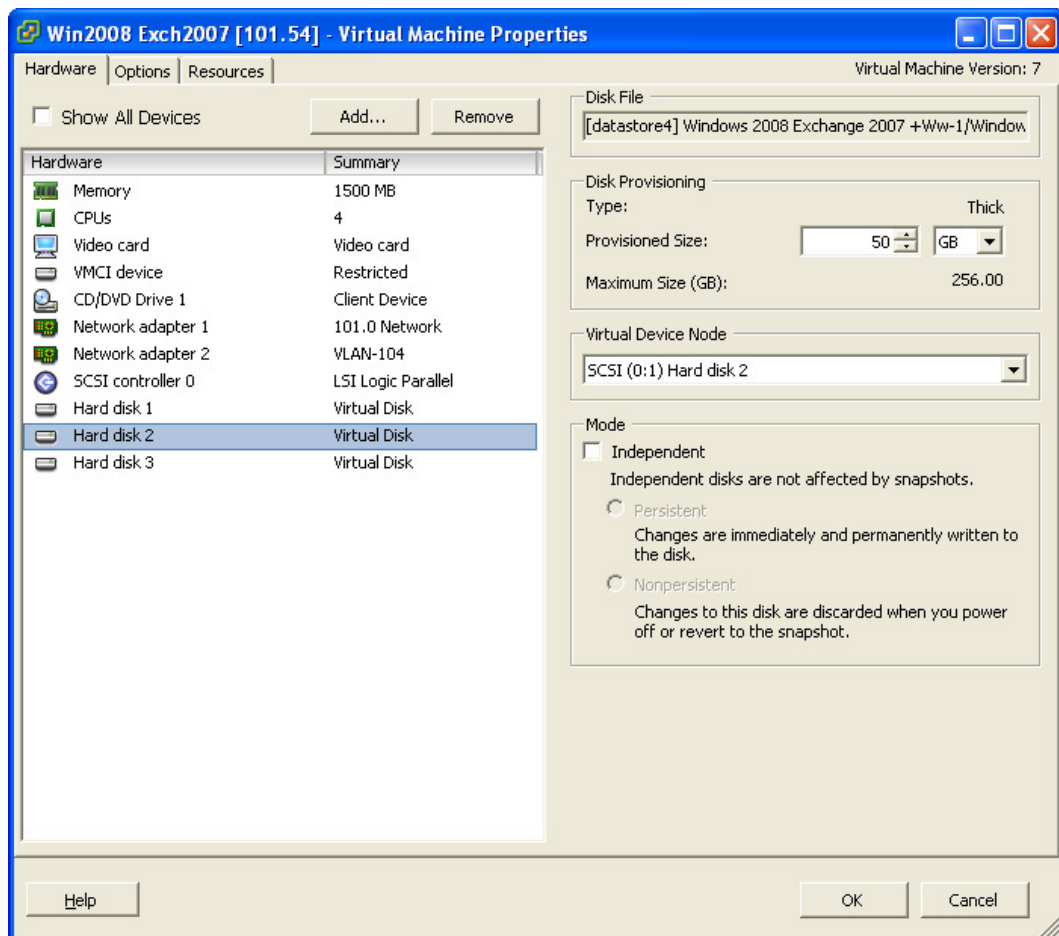 Win2008 Exch2007 [101.54] - Virtual Machine Properties
Hardware Options Resources Virtual Machine Version: 7
Show All Devices Add... Remove
Hardware Summary
Memory 1500 MB
CPUs 4
Video card Video card
VMCI device Restricted
CD/DVD Drive 1 Client Device
Network adapter 1 101.0 Network
Network adapter 2 VLAN-104
SCSI controller 0 LSI Logic Parallel
Hard disk 1 Virtual Disk
Hard disk 2 Virtual Disk
Hard disk 3 Virtual Disk
Disk File
[datastore4] Windows 2008 Exchange 2007 +Ww-1/Window
Disk Provisioning
Type: Thick
Provisioned Size: 50 GB
Maximum Size (GB): 256.00
Virtual Device Node
SCSI (0:1) Hard disk 2
Mode
Independent
Independent disks are not affected by snapshots.
Persistent
Changes are immediately and permanently written to
the disk.
Nonpersistent
Changes to this disk are discarded when you power
off or revert to the snapshot.
Help OK Cancel